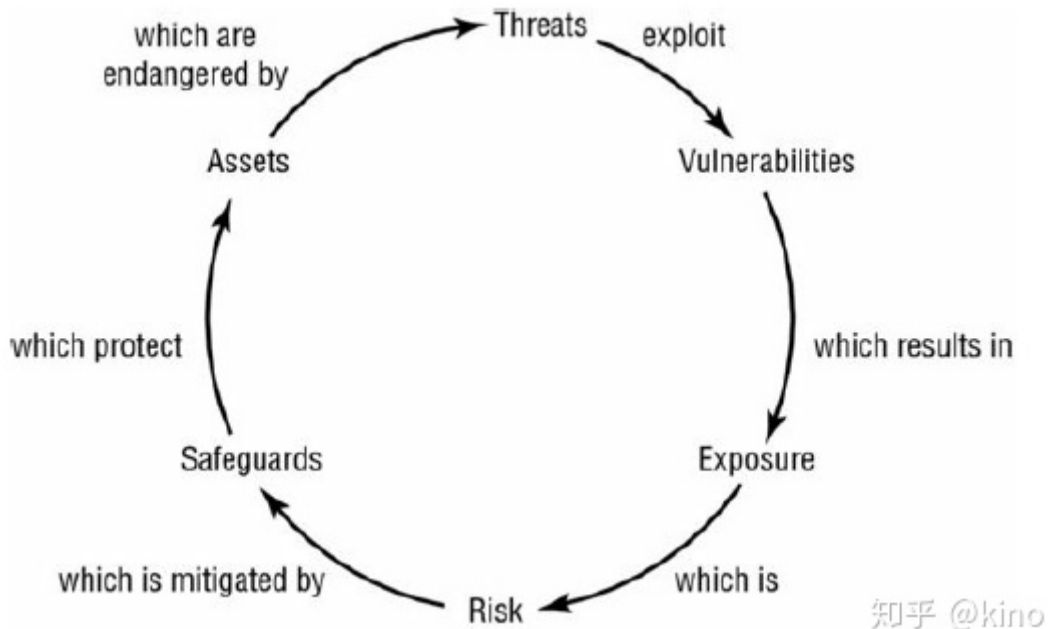 Threats
exploit
Vulnerabilities
which results in
Exposure
which is
Risk
which is mitigated by
Safeguards
which protect
Assets
which are
endangered by
知乎 @kino